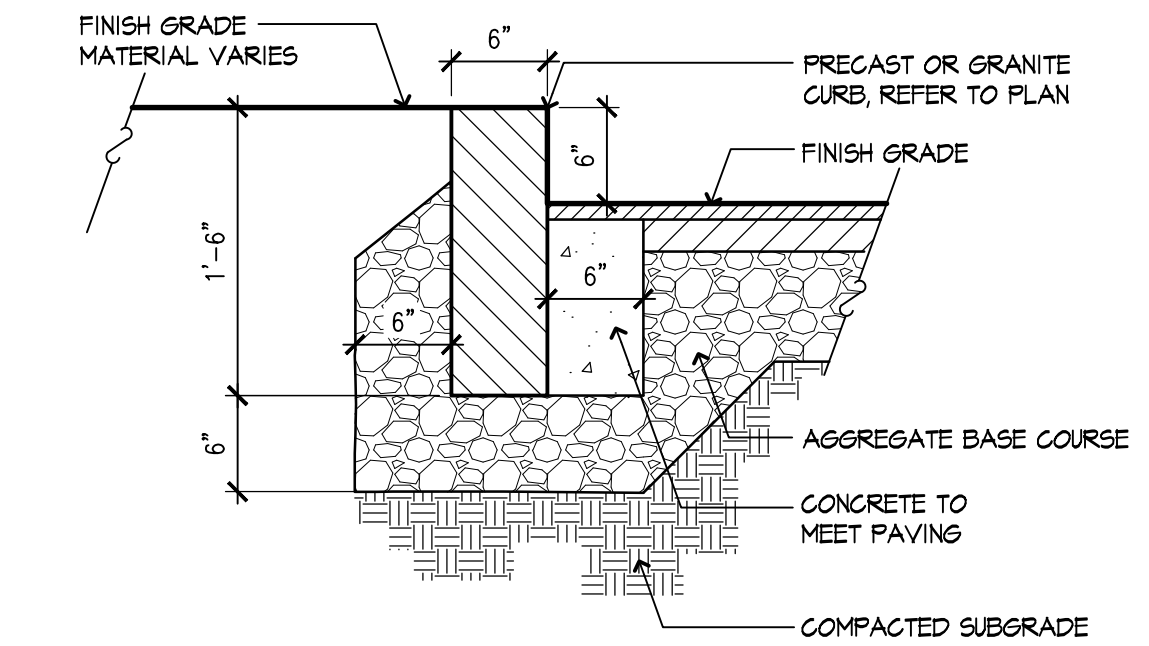 FINISH GRADE
MATERIAL VARIES
6"
PRECAST OR GRANITE
CURB, REFER TO PLAN
6"
FINISH GRADE
1'-6"
6"
6"
6"
AGGREGATE BASE COURSE
CONCRETE TO
MEET PAVING
COMPACTED SUBGRADE